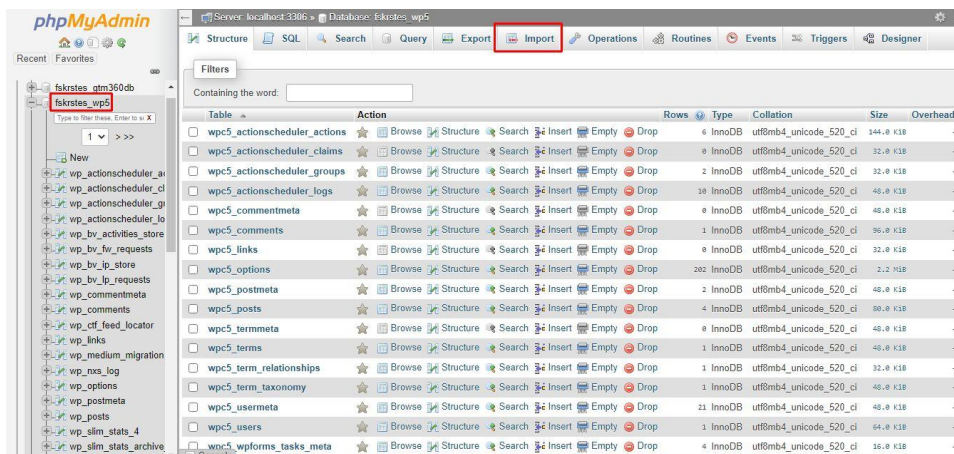 phpMyAdmin
Recent Favorites
fskrstes_gtm360db
fskrstes_wp5
Type to filter these, Enter to s X
1 > >>
New
wp_actionscheduler_a
wp_actionscheduler_cl
wp_actionscheduler_g
wp_actionscheduler_lo
wp_bv_activities_store
wp_bv_fw_requests
wp_bv_ip_store
wp_bv_lp_requests
wp_commentmeta
wp_comments
wp_ctf_feed_locator
wp_links
wp_medium_migration
wp_nxs_log
wp_options
wp_postmeta
wp_posts
wp_slim_stats_4
wp_slim_stats_archive
Server: localhost:3306 » Database: fskrstes_wp5
Structure SQL Search Query Export Import Operations Routines Events Triggers Designer
Filters
Containing the word:
Table Action Rows Type Collation Size Overhead
wpc5_actionscheduler_actions Browse Structure Search Insert Empty Drop 6 InnoDB utf8mb4_unicode_520_ci 144.0 KiB -
wpc5_actionscheduler_claims Browse Structure Search Insert Empty Drop 0 InnoDB utf8mb4_unicode_520_ci 32.0 KiB -
wpc5_actionscheduler_groups Browse Structure Search Insert Empty Drop 2 InnoDB utf8mb4_unicode_520_ci 32.0 KiB -
wpc5_actionscheduler_logs Browse Structure Search Insert Empty Drop 10 InnoDB utf8mb4_unicode_520_ci 48.0 KiB -
wpc5_commentmeta Browse Structure Search Insert Empty Drop 0 InnoDB utf8mb4_unicode_520_ci 48.0 KiB -
wpc5_comments Browse Structure Search Insert Empty Drop 1 InnoDB utf8mb4_unicode_520_ci 96.0 KiB -
wpc5_links Browse Structure Search Insert Empty Drop 0 InnoDB utf8mb4_unicode_520_ci 32.0 KiB -
wpc5_options Browse Structure Search Insert Empty Drop 202 InnoDB utf8mb4_unicode_520_ci 2.2 MiB -
wpc5_postmeta Browse Structure Search Insert Empty Drop 2 InnoDB utf8mb4_unicode_520_ci 48.0 KiB -
wpc5_posts Browse Structure Search Insert Empty Drop 4 InnoDB utf8mb4_unicode_520_ci 80.0 KiB -
wpc5_termmeta Browse Structure Search Insert Empty Drop 0 InnoDB utf8mb4_unicode_520_ci 48.0 KiB -
wpc5_terms Browse Structure Search Insert Empty Drop 1 InnoDB utf8mb4_unicode_520_ci 48.0 KiB -
wpc5_term_relationships Browse Structure Search Insert Empty Drop 1 InnoDB utf8mb4_unicode_520_ci 32.0 KiB -
wpc5_term_taxonomy Browse Structure Search Insert Empty Drop 1 InnoDB utf8mb4_unicode_520_ci 48.0 KiB -
wpc5_usermeta Browse Structure Search Insert Empty Drop 21 InnoDB utf8mb4_unicode_520_ci 48.0 KiB -
wpc5_users Browse Structure Search Insert Empty Drop 1 InnoDB utf8mb4_unicode_520_ci 64.0 KiB -
wpc5_wpforms_tasks_meta Browse Structure Search Insert Empty Drop 4 InnoDB utf8mb4_unicode_520_ci 16.0 KiB -